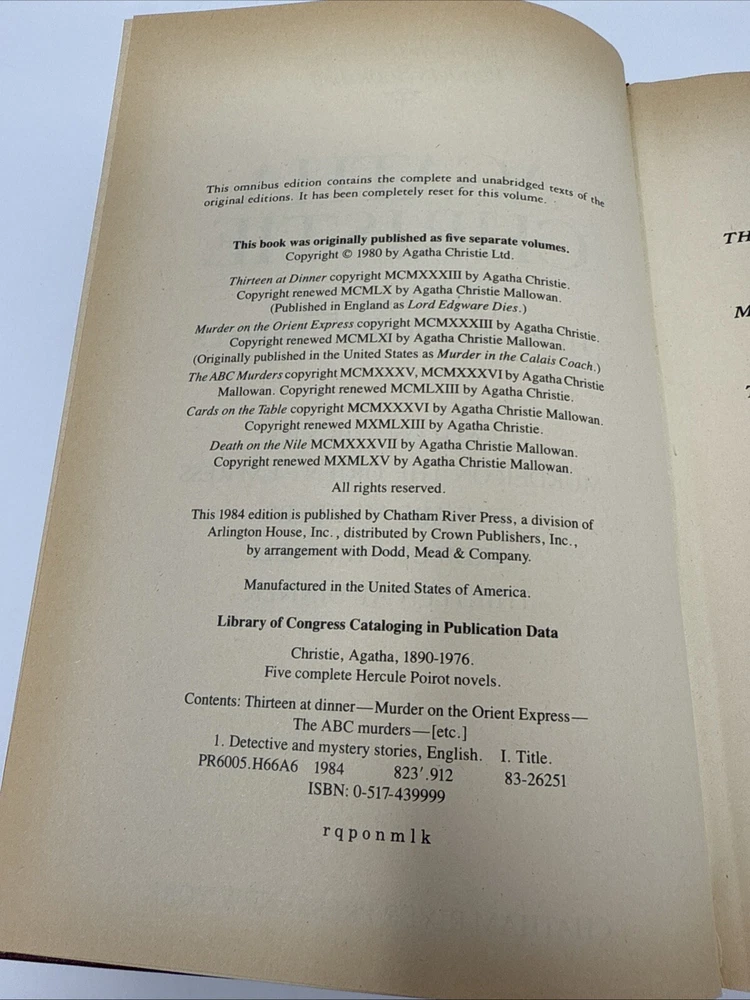 This omnibus edition contains the complete and unabridged texts of the
original editions. It has been completely reset for this volume.
This book was originally published as five separate volumes.
Copyright © 1980 by Agatha Christie Ltd.
Thirteen at Dinner copyright MCMXXXIII by Agatha Christie.
Copyright renewed MCMLX by Agatha Christie Mallowan.
(Published in England as Lord Edgware Dies.)
Murder on the Orient Express copyright MCMXXXIII by Agatha Christie.
Copyright renewed MCMLXI by Agatha Christie Mallowan.
(Originally published in the United States as Murder in the Calais Coach.)
The ABC Murders copyright MCMXXXV, MCMXXXVI by Agatha Christie
Mallowan. Copyright renewed MCMLXIII by Agatha Christie.
Cards on the Table copyright MCMXXXVI by Agatha Christie Mallowan.
Copyright renewed MXMLXIII by Agatha Christie.
Death on the Nile MCMXXXVII by Agatha Christie Mallowan.
Copyright renewed MXMLXV by Agatha Christie Mallowan.
All rights reserved.
This 1984 edition is published by Chatham River Press, a division of
Arlington House, Inc., distributed by Crown Publishers, Inc.,
by arrangement with Dodd, Mead & Company.
Manufactured in the United States of America.
Library of Congress Cataloging in Publication Data
Christie, Agatha, 1890-1976.
Five complete Hercule Poirot novels.
Contents: Thirteen at dinner—Murder on the Orient Express—
The ABC murders—[etc.]
1. Detective and mystery stories, English. I. Title.
PR6005.H66A6 1984 823′.912 83-26251
ISBN: 0-517-439999
r q p o n m l k
TH
M